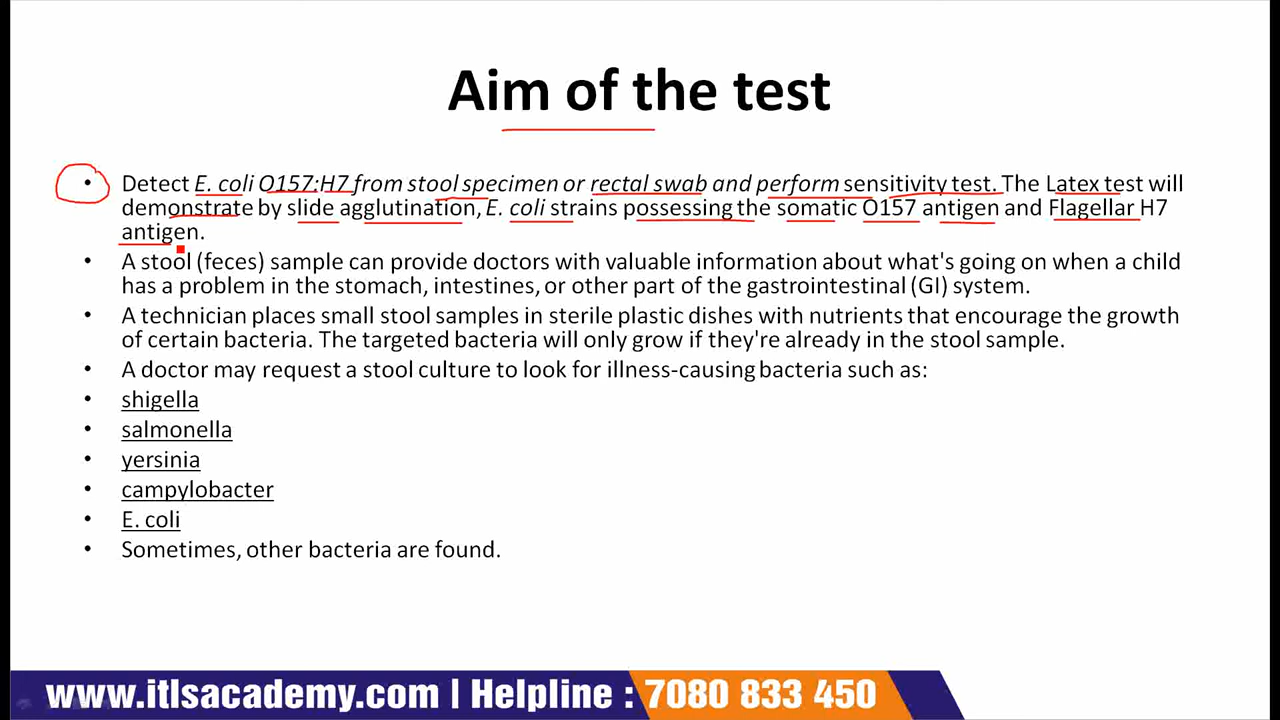 Aim of the test
• Detect E. coli O157:H7 from stool specimen or rectal swab and perform sensitivity test. The Latex test will
demonstrate by slide agglutination, E. coli strains possessing the somatic O157 antigen and Flagellar H7
antigen.
• A stool (feces) sample can provide doctors with valuable information about what's going on when a child
has a problem in the stomach, intestines, or other part of the gastrointestinal (GI) system.
• A technician places small stool samples in sterile plastic dishes with nutrients that encourage the growth
of certain bacteria. The targeted bacteria will only grow if they're already in the stool sample.
• A doctor may request a stool culture to look for illness-causing bacteria such as:
• shigella
• salmonella
• yersinia
• campylobacter
• E. coli
• Sometimes, other bacteria are found.
www.itlsacademy.com | Helpline : 7080 833 450